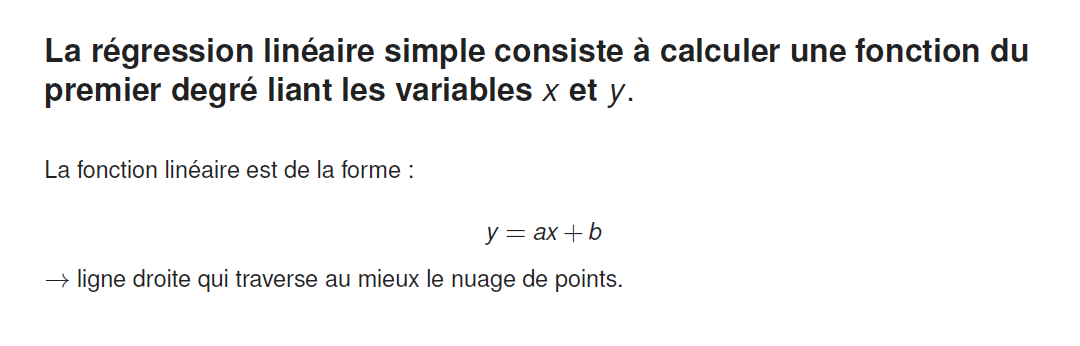 La régression linéaire simple consiste à calculer une fonction du
premier degré liant les variables x et y.
La fonction linéaire est de la forme :
y = ax + b
→ ligne droite qui traverse au mieux le nuage de points.